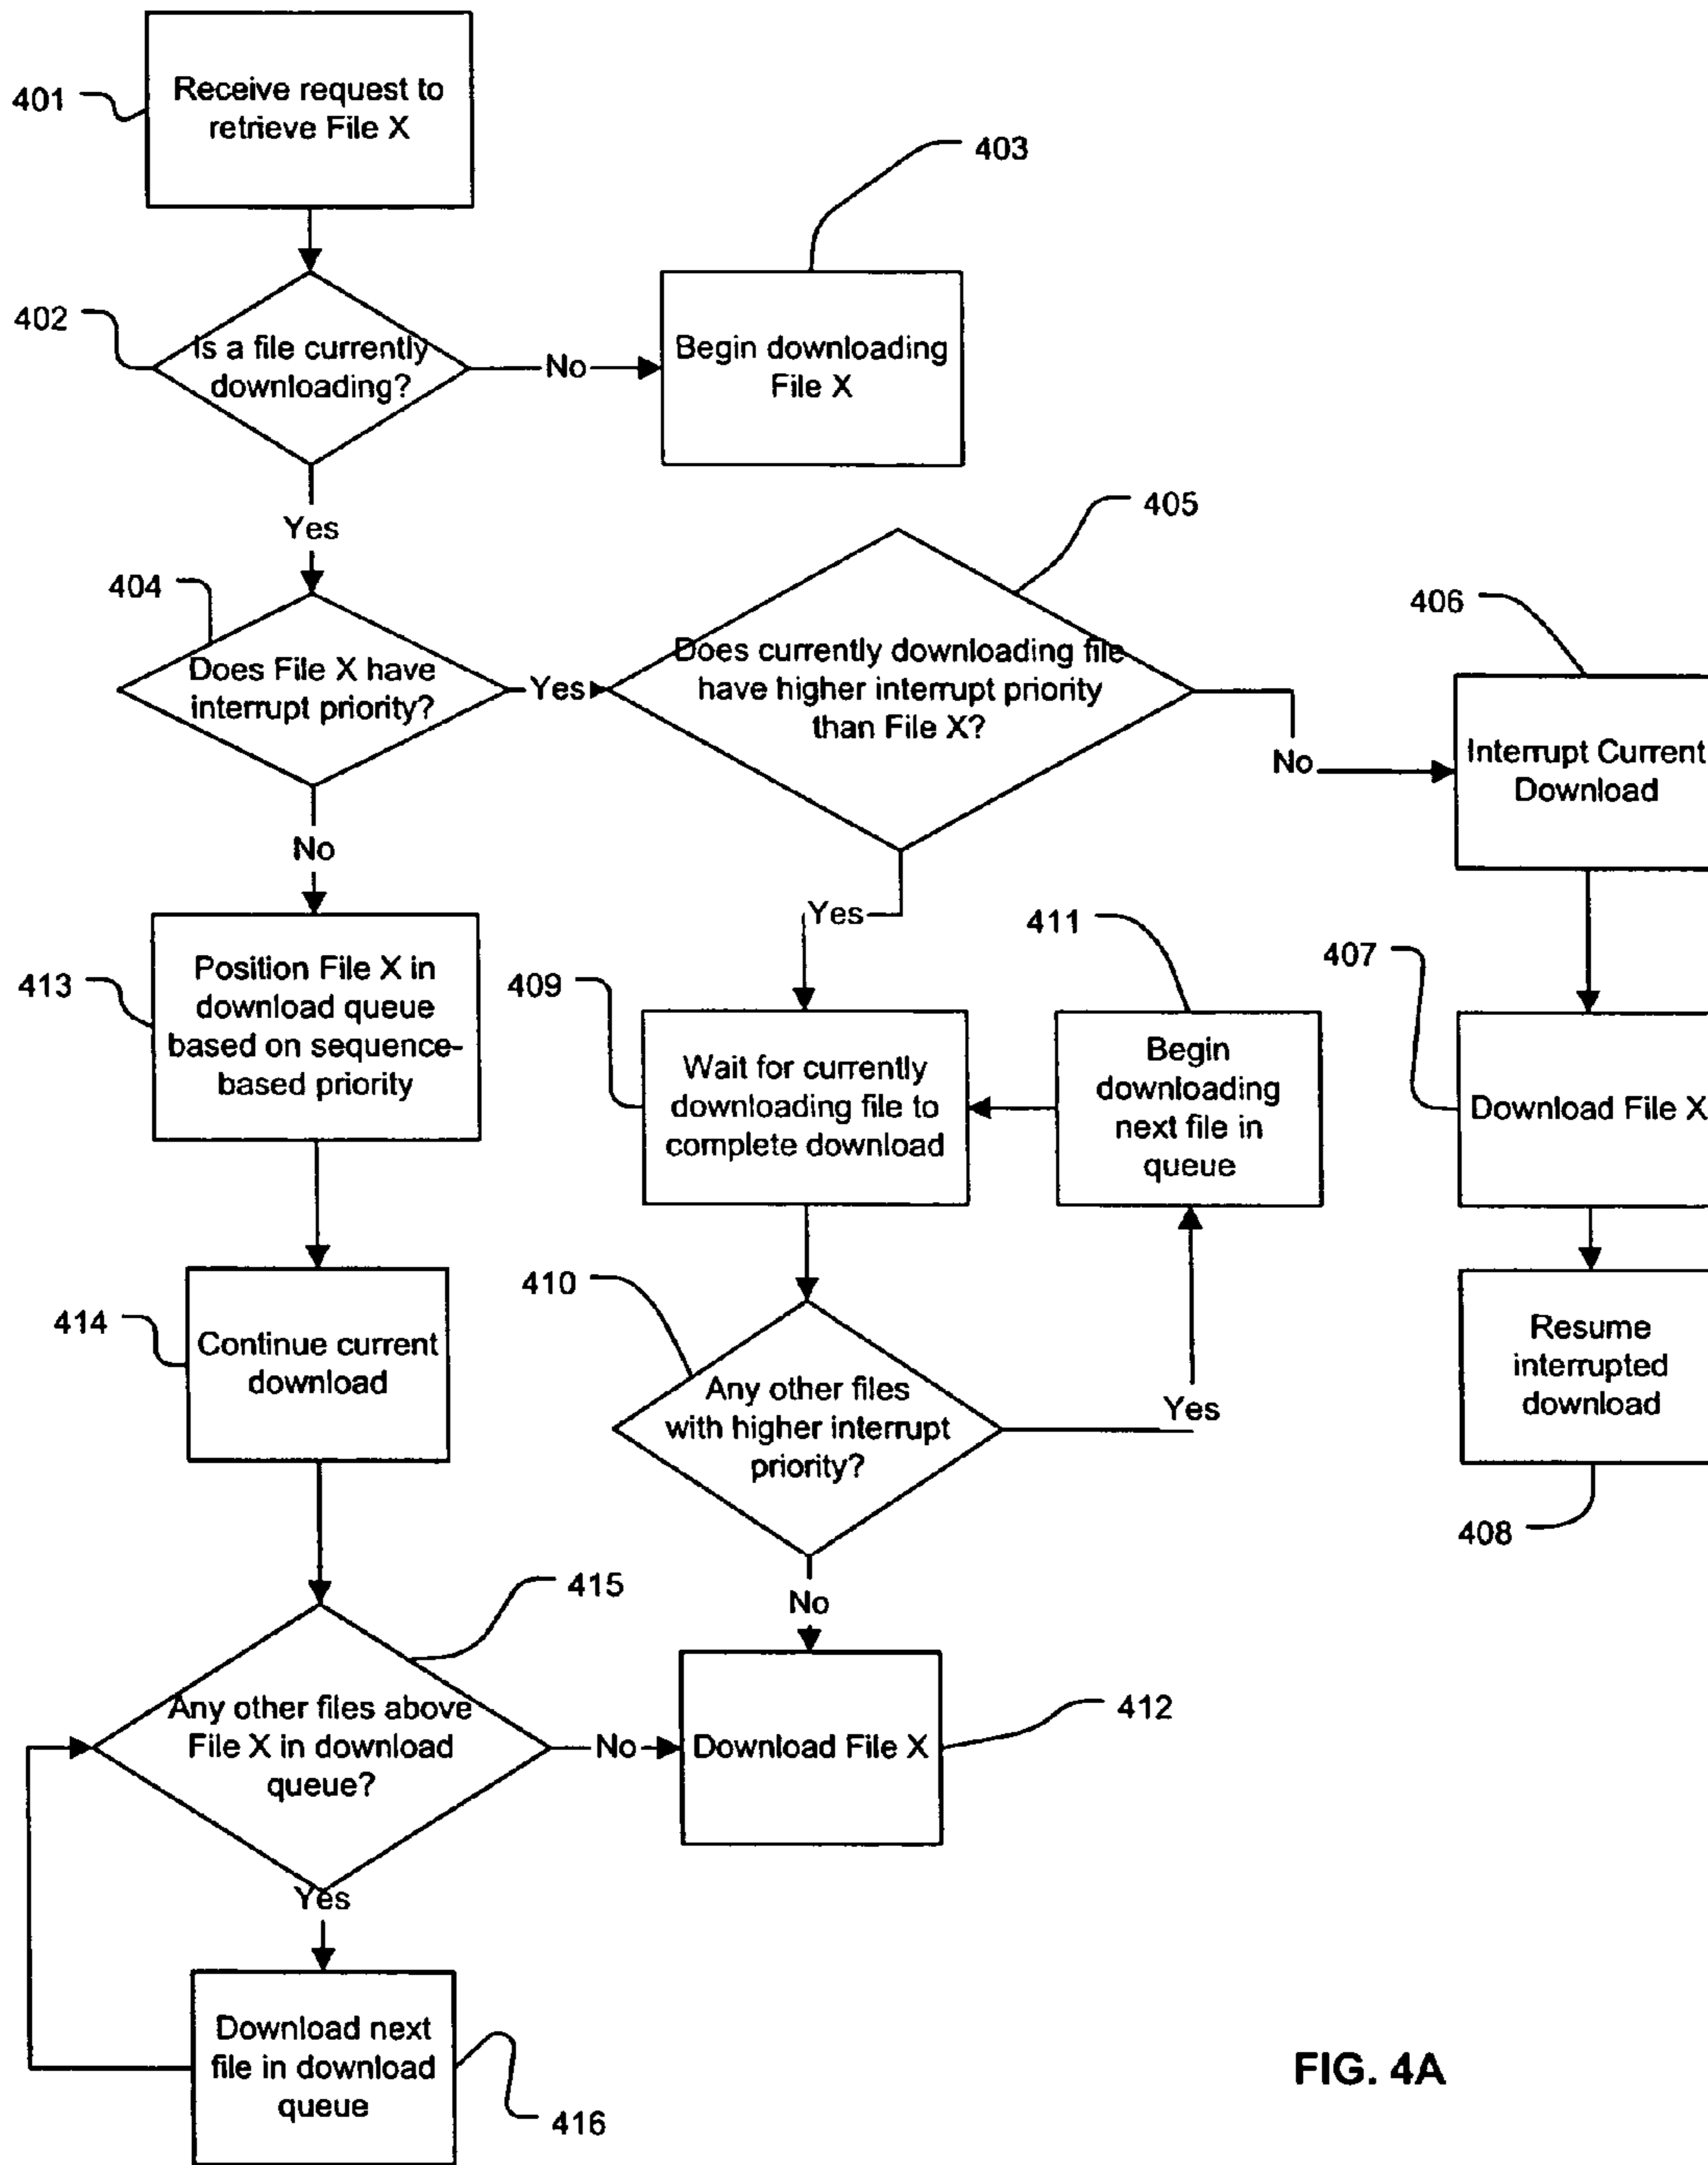 401
Receive request to
retrieve File X
403
402
Is a file currently
downloading?
No
Begin downloading
File X
Yes
405
404
Does File X have
interrupt priority?
Yes
Does currently downloading file
have higher interrupt priority
than File X?
406
No
Interrupt Current
Download
No
Yes
411
407
413
Position File X in
download queue
based on sequence-
based priority
409
Wait for currently
downloading file to
complete download
Begin
downloading
next file in
queue
Download File X
410
414
Continue current
download
Any other files
with higher interrupt
priority?
Yes
Resume
interrupted
download
408
415
No
Any other files above
File X in download
queue?
No
Download File X
412
Yes
Download next
file in download
queue
416
FIG. 4A